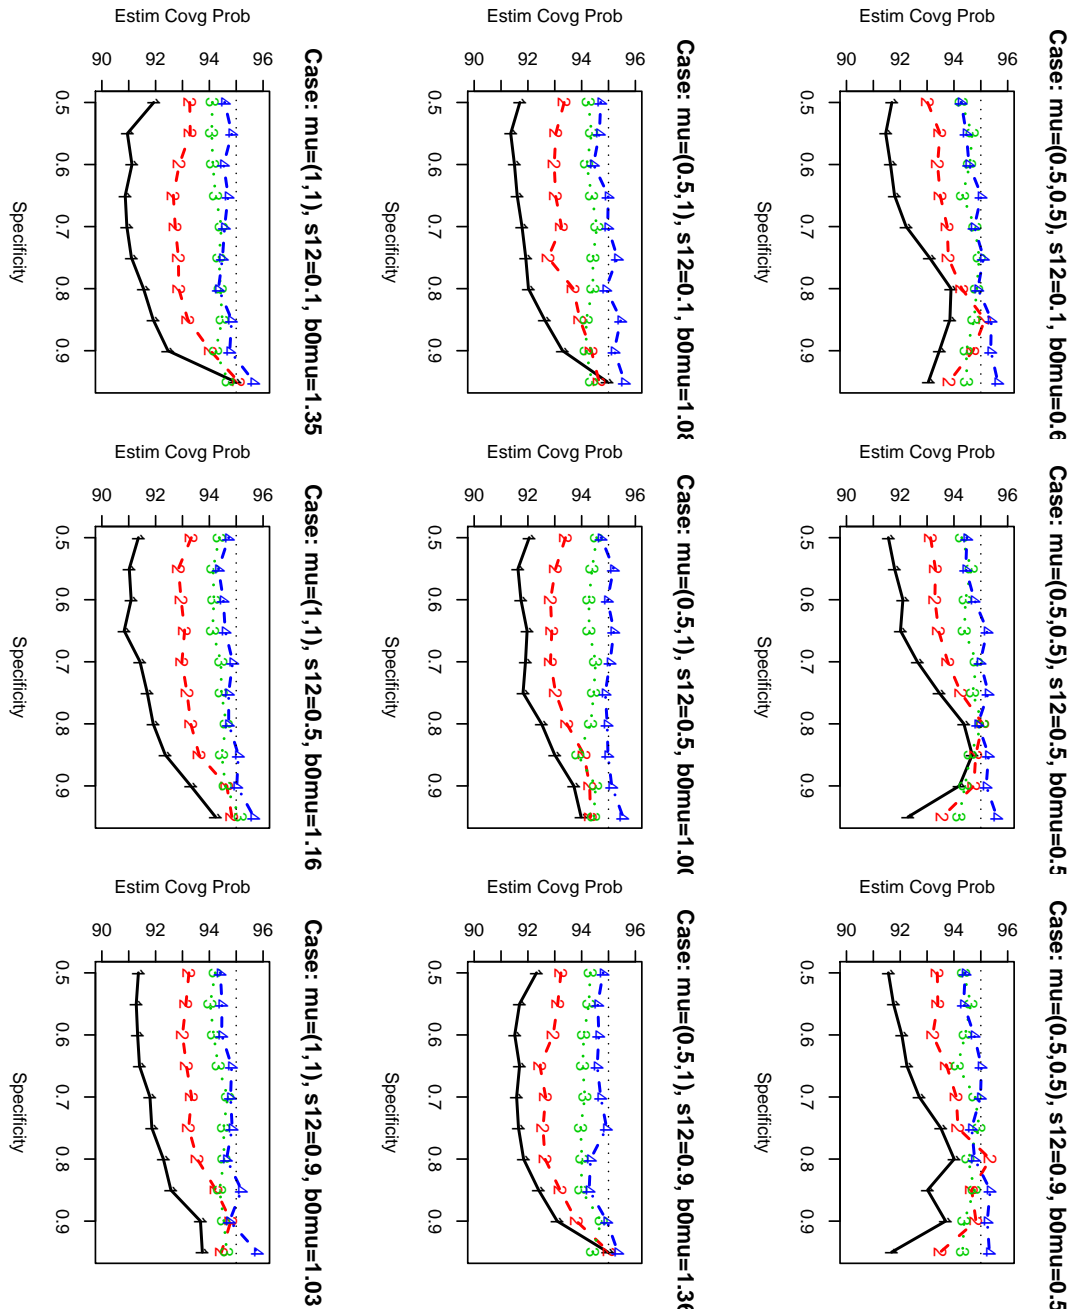 Case: mu=(0.5,0.5), s12=0.1, b0mu=0.6
Estim Covg Prob
90 92 94 96
0.5 0.6 0.7 0.8 0.9
Specificity
Case: mu=(0.5,0.5), s12=0.5, b0mu=0.5
Estim Covg Prob
90 92 94 96
0.5 0.6 0.7 0.8 0.9
Specificity
Case: mu=(0.5,0.5), s12=0.9, b0mu=0.5
Estim Covg Prob
90 92 94 96
0.5 0.6 0.7 0.8 0.9
Specificity
Case: mu=(0.5,1), s12=0.1, b0mu=1.08
Estim Covg Prob
90 92 94 96
0.5 0.6 0.7 0.8 0.9
Specificity
Case: mu=(0.5,1), s12=0.5, b0mu=1.00
Estim Covg Prob
90 92 94 96
0.5 0.6 0.7 0.8 0.9
Specificity
Case: mu=(0.5,1), s12=0.9, b0mu=1.36
Estim Covg Prob
90 92 94 96
0.5 0.6 0.7 0.8 0.9
Specificity
Case: mu=(1,1), s12=0.1, b0mu=1.35
Estim Covg Prob
90 92 94 96
0.5 0.6 0.7 0.8 0.9
Specificity
Case: mu=(1,1), s12=0.5, b0mu=1.16
Estim Covg Prob
90 92 94 96
0.5 0.6 0.7 0.8 0.9
Specificity
Case: mu=(1,1), s12=0.9, b0mu=1.03
Estim Covg Prob
90 92 94 96
0.5 0.6 0.7 0.8 0.9
Specificity